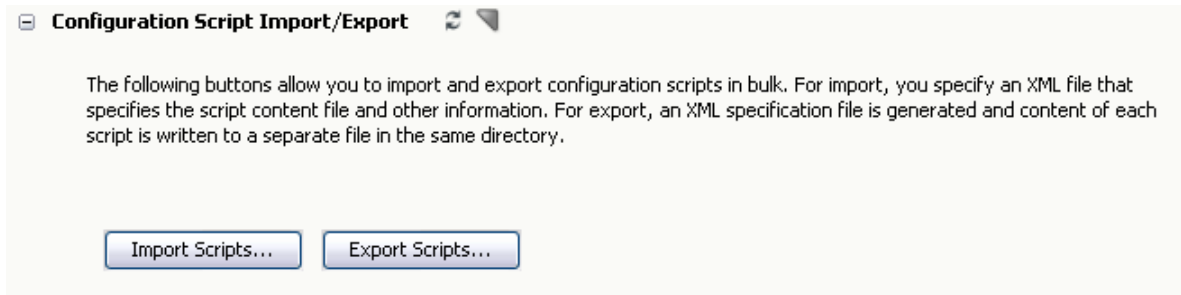 Configuration Script Import/Export
The following buttons allow you to import and export configuration scripts in bulk. For import, you specify an XML file that
specifies the script content file and other information. For export, an XML specification file is generated and content of each
script is written to a separate file in the same directory.
Import Scripts... Export Scripts...